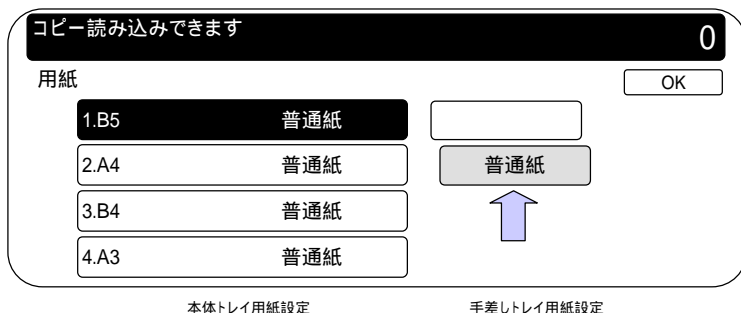 コピー読み込みできます 0
用紙 OK
1.B5 普通紙
2.A4 普通紙 普通紙
3.B4 普通紙
4.A3 普通紙
本体トレイ用紙設定 手差しトレイ用紙設定